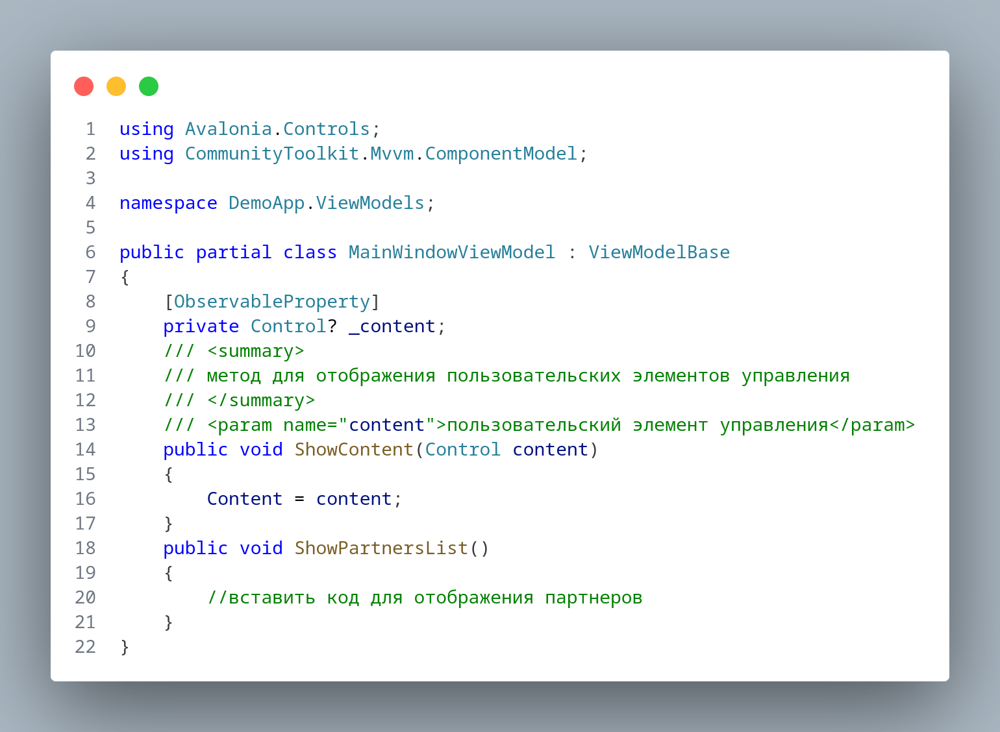 1 using Avalonia.Controls;
2 using CommunityToolkit.Mvvm.ComponentModel;
3
4 namespace DemoApp.ViewModels;
5
6 public partial class MainWindowViewModel : ViewModelBase
7 {
8     [ObservableProperty]
9     private Control? _content;
10     /// <summary>
11     /// метод для отображения пользовательских элементов управления
12     /// </summary>
13     /// <param name="content">пользовательский элемент управления</param>
14     public void ShowContent(Control content)
15     {
16         Content = content;
17     }
18     public void ShowPartnersList()
19     {
20         //вставить код для отображения партнеров
21     }
22 }